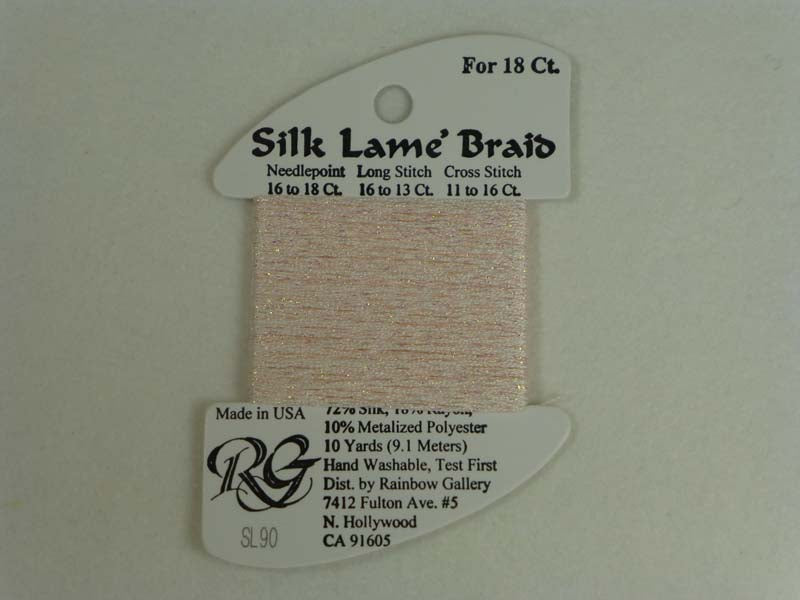 For 18 Ct.
Silk Lame' Braid
Needlepoint Long Stitch Cross Stitch
16 to 18 Ct. 16 to 13 Ct. 11 to 16 Ct.
Made in USA
72% Silk, 18% Rayon,
10% Metalized Polyester
10 Yards (9.1 Meters)
Hand Washable, Test First
Dist. by Rainbow Gallery
7412 Fulton Ave. #5
N. Hollywood
CA 91605
RG
SL90